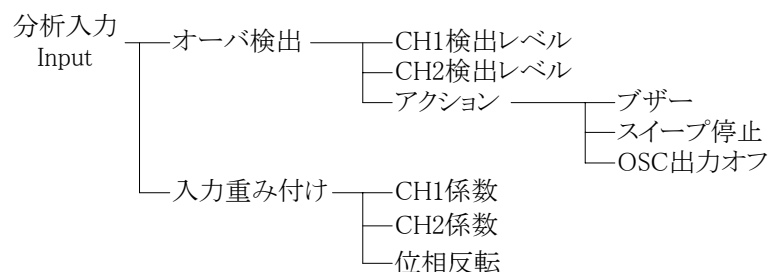 分析入力
Input
オーバ検出
CH1検出レベル
CH2検出レベル
アクション
ブザー
スイープ停止
OSC出力オフ
入力重み付け
CH1係数
CH2係数
位相反転